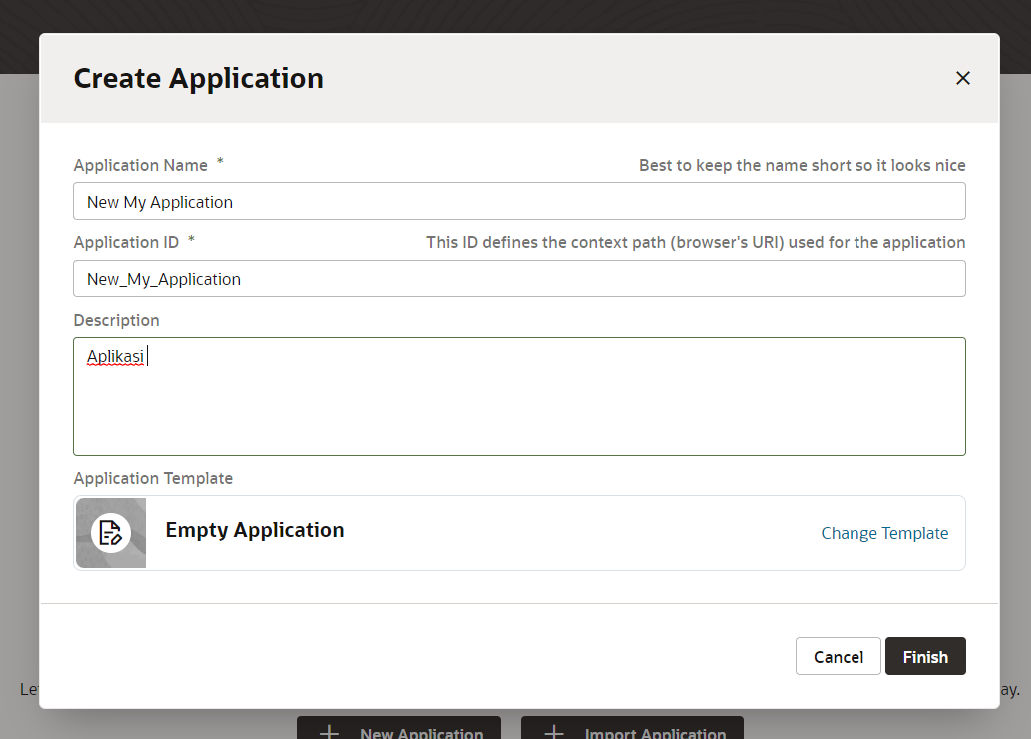 Create Application
Application Name *
Best to keep the name short so it looks nice
New My Application
Application ID *
This ID defines the context path (browser's URI) used for the application
New_My_Application
Description
Aplikasi
Application Template
Empty Application
Change Template
Cancel Finish
Le
ay.
New Application
Import Application